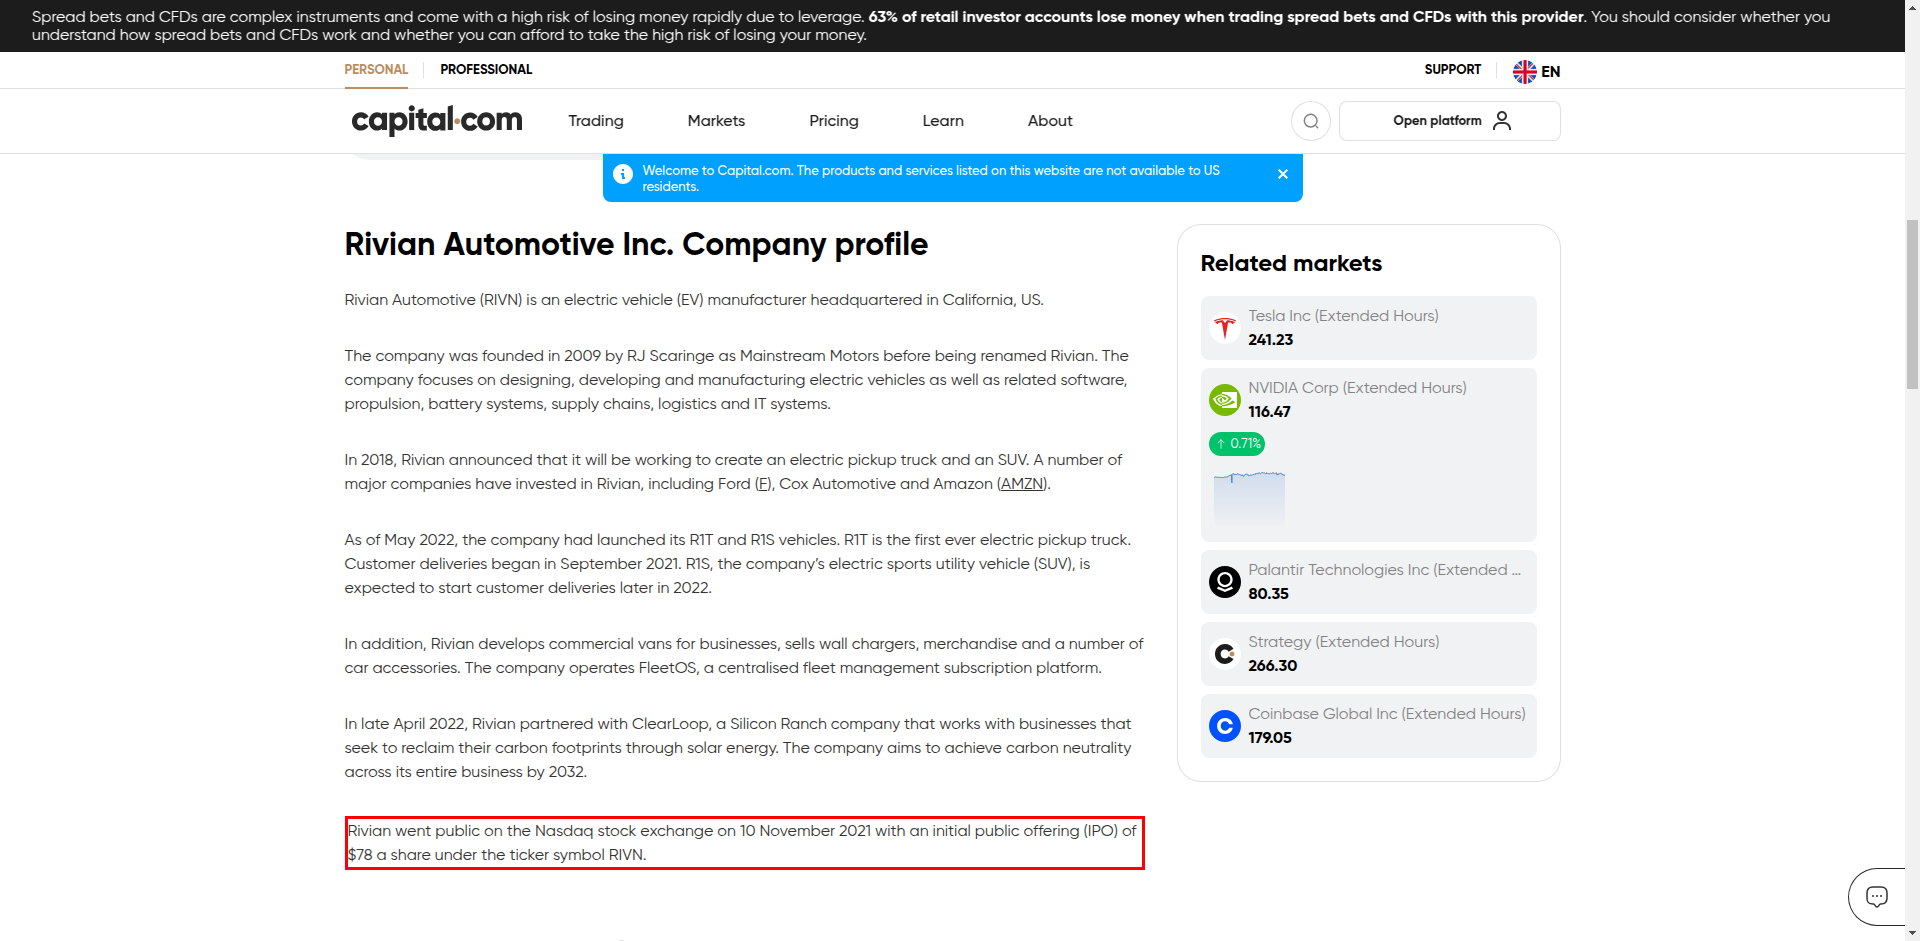 Spread bets and CFDs are complex instruments and come with a high risk of losing money rapidly due to leverage. 63% of retail investor accounts lose money when trading spread bets and CFDs with this provider. You should consider whether you
understand how spread bets and CFDs work and whether you can afford to take the high risk of losing your money.
PERSONAL PROFESSIONAL SUPPORT EN
capital.com Trading Markets Pricing Learn About Open platform
Welcome to Capital.com. The products and services listed on this website are not available to US
residents.
Rivian Automotive Inc. Company profile
Rivian Automotive (RIVN) is an electric vehicle (EV) manufacturer headquartered in California, US.
The company was founded in 2009 by RJ Scaringe as Mainstream Motors before being renamed Rivian. The
company focuses on designing, developing and manufacturing electric vehicles as well as related software,
propulsion, battery systems, supply chains, logistics and IT systems.
In 2018, Rivian announced that it will be working to create an electric pickup truck and an SUV. A number of
major companies have invested in Rivian, including Ford (F), Cox Automotive and Amazon (AMZN).
As of May 2022, the company had launched its R1T and R1S vehicles. R1T is the first ever electric pickup truck.
Customer deliveries began in September 2021. R1S, the company's electric sports utility vehicle (SUV), is
expected to start customer deliveries later in 2022.
In addition, Rivian develops commercial vans for businesses, sells wall chargers, merchandise and a number of
car accessories. The company operates FleetOS, a centralised fleet management subscription platform.
In late April 2022, Rivian partnered with ClearLoop, a Silicon Ranch company that works with businesses that
seek to reclaim their carbon footprints through solar energy. The company aims to achieve carbon neutrality
across its entire business by 2032.
Rivian went public on the Nasdaq stock exchange on 10 November 2021 with an initial public offering (IPO) of
$78 a share under the ticker symbol RIVN.
Related markets
Tesla Inc (Extended Hours)
241.23
NVIDIA Corp (Extended Hours)
116.47
↑ 0.71%
Palantir Technologies Inc (Extended ...
80.35
Strategy (Extended Hours)
266.30
Coinbase Global Inc (Extended Hours)
179.05